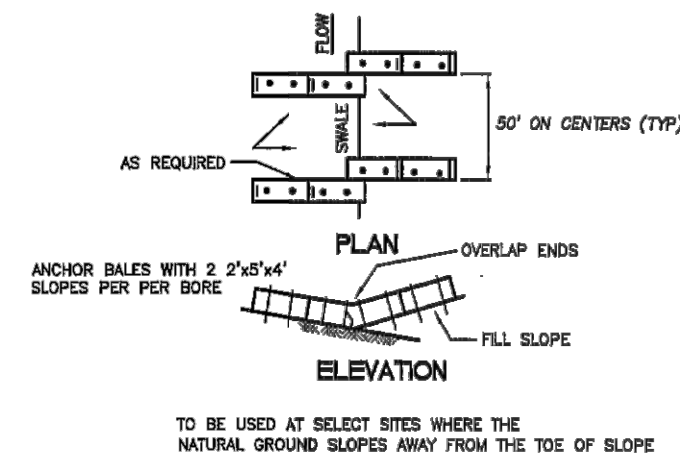 FLOW
SWALE
50' ON CENTERS (TYP)
AS REQUIRED
PLAN
OVERLAP ENDS
ANCHOR BALES WITH 2 2'x5'x4'
SLOPES PER PER BORE
FILL SLOPE
ELEVATION
TO BE USED AT SELECT SITES WHERE THE
NATURAL GROUND SLOPES AWAY FROM THE TOE OF SLOPE